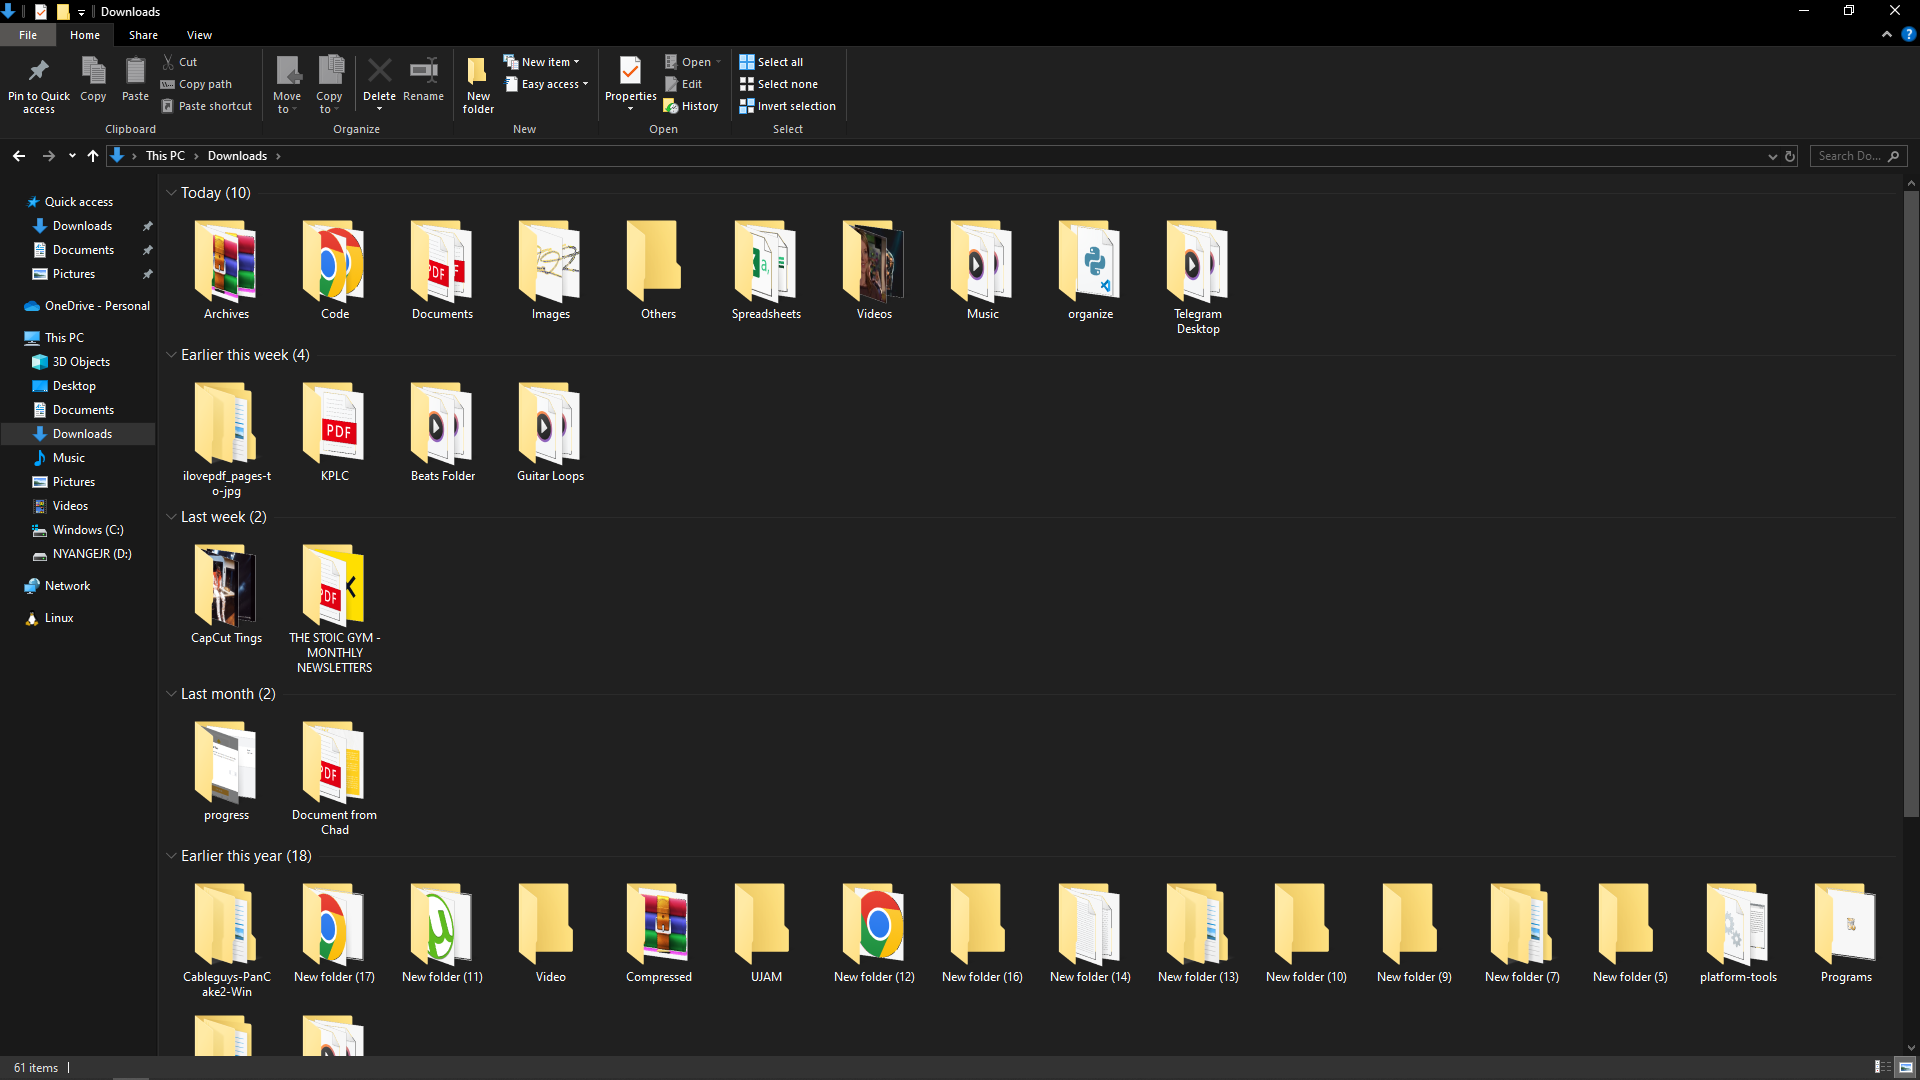 Downloads
File Home Share View
Pin to Quick access
Copy
Paste
Cut
Copy path
Paste shortcut
Clipboard
Move to
Copy to
Delete
Rename
Organize
New folder
New item
Easy access
New
Properties
Open
Edit
History
Open
Select all
Select none
Invert selection
Select
This PC > Downloads >
Search Do...
Quick access
Downloads
Documents
Pictures
OneDrive - Personal
This PC
3D Objects
Desktop
Documents
Downloads
Music
Pictures
Videos
Windows (C:)
NYANGEJR (D:)
Network
Linux
Today (10)
Archives
Code
Documents
Images
Others
Spreadsheets
Videos
Music
organize
Telegram
Desktop
Earlier this week (4)
ilovepdf_pages-t
o-jpg
KPLC
Beats Folder
Guitar Loops
Last week (2)
CapCut Tings
THE STOIC GYM -
MONTHLY
NEWSLETTERS
Last month (2)
progress
Document from
Chad
Earlier this year (18)
Cableguys-PanC
ake2-Win
New folder (17)
New folder (11)
Video
Compressed
UJAM
New folder (12)
New folder (16)
New folder (14)
New folder (13)
New folder (10)
New folder (9)
New folder (7)
New folder (5)
platform-tools
Programs
61 items